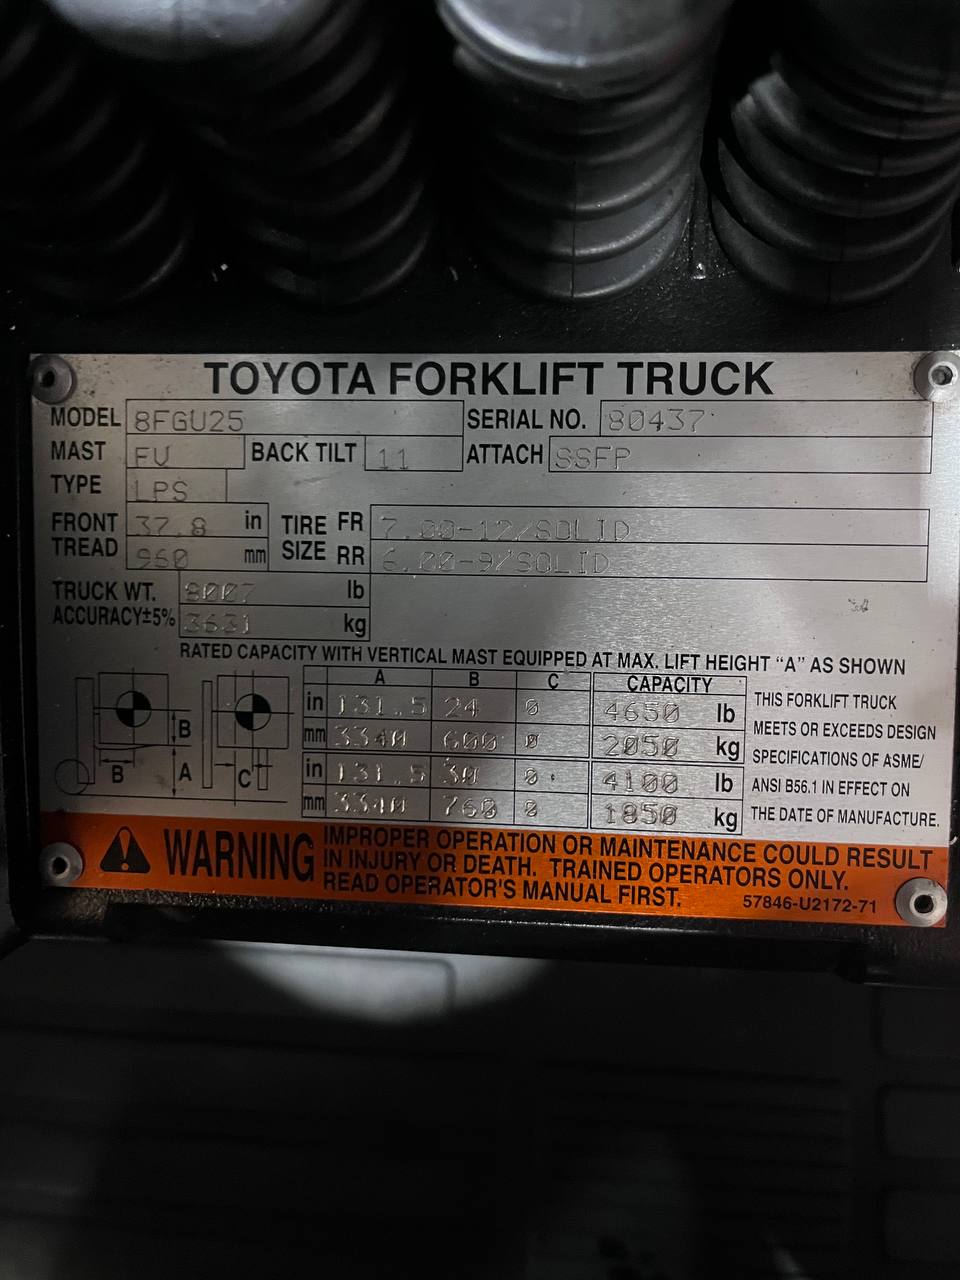 TOYOTA FORKLIFT TRUCK
MODEL 8FGU25 SERIAL NO. 80437
MAST FV BACK TILT 11 ATTACH SSFP
TYPE LPS
FRONT TREAD 37.8 in 960 mm
TIRE SIZE FR 7.00-12/SOLID
RR 6.00-9/SOLID
TRUCK WT. 8007 lb
ACCURACY±5% 3631 kg
RATED CAPACITY WITH VERTICAL MAST EQUIPPED AT MAX. LIFT HEIGHT “A” AS SHOWN
A B C CAPACITY
in 131.5 24 0 4650 lb
mm 3340 600 0 2050 kg
in 131.5 30 0 4100 lb
mm 3340 760 0 1850 kg
B
B A C
THIS FORKLIFT TRUCK
MEETS OR EXCEEDS DESIGN
SPECIFICATIONS OF ASME/
ANSI B56.1 IN EFFECT ON
THE DATE OF MANUFACTURE.
WARNING
IMPROPER OPERATION OR MAINTENANCE COULD RESULT
IN INJURY OR DEATH. TRAINED OPERATORS ONLY.
READ OPERATOR'S MANUAL FIRST.
57846-U2172-71